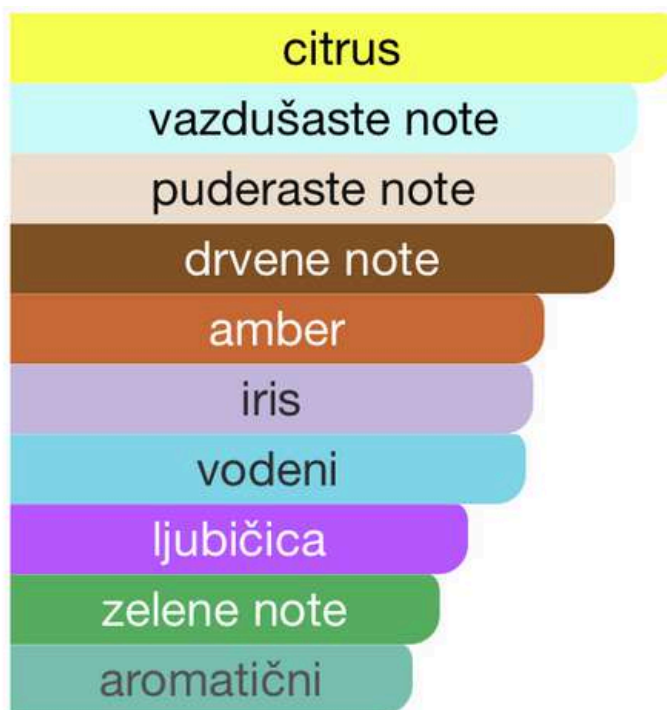 citrus
vazdušaste note
puderaste note
drvene note
amber
iris
vodeni
ljubičica
zelene note
aromatični